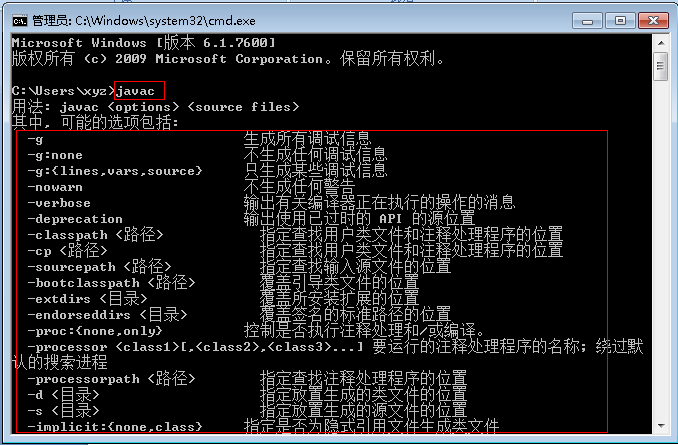 管理员: C:\Windows\system32\cmd.exe
Microsoft Windows [版本 6.1.7600]
版权所有 (c) 2009 Microsoft Corporation。保留所有权利。
C:\Users\xyz>javac
用法: javac <options> <source files>
其中, 可能的选项包括:
-g 生成所有调试信息
-g:none 不生成任何调试信息
-g:{lines,vars,source} 只生成某些调试信息
-nowarn 不生成任何警告
-verbose 输出有关编译器正在执行的操作的消息
-deprecation 输出使用已过时的 API 的源位置
-classpath <路径> 指定查找用户类文件和注释处理程序的位置
-cp <路径> 指定查找用户类文件和注释处理程序的位置
-sourcepath <路径> 指定查找输入源文件的位置
-bootclasspath <路径> 覆盖引导类文件的位置
-extdirs <目录> 覆盖所安装扩展的位置
-endorseddirs <目录> 覆盖签名的标准路径的位置
-proc:{none,only} 控制是否执行注释处理和/或编译。
-processor <class1>[,<class2>,<class3>...] 要运行的注释处理程序的名称; 绕过默
认的搜索进程
-processorpath <路径> 指定查找注释处理程序的位置
-d <目录> 指定放置生成的类文件的位置
-s <目录> 指定放置生成的源文件的位置
-implicit:{none,class} 指定是否为隐式引用文件生成类文件